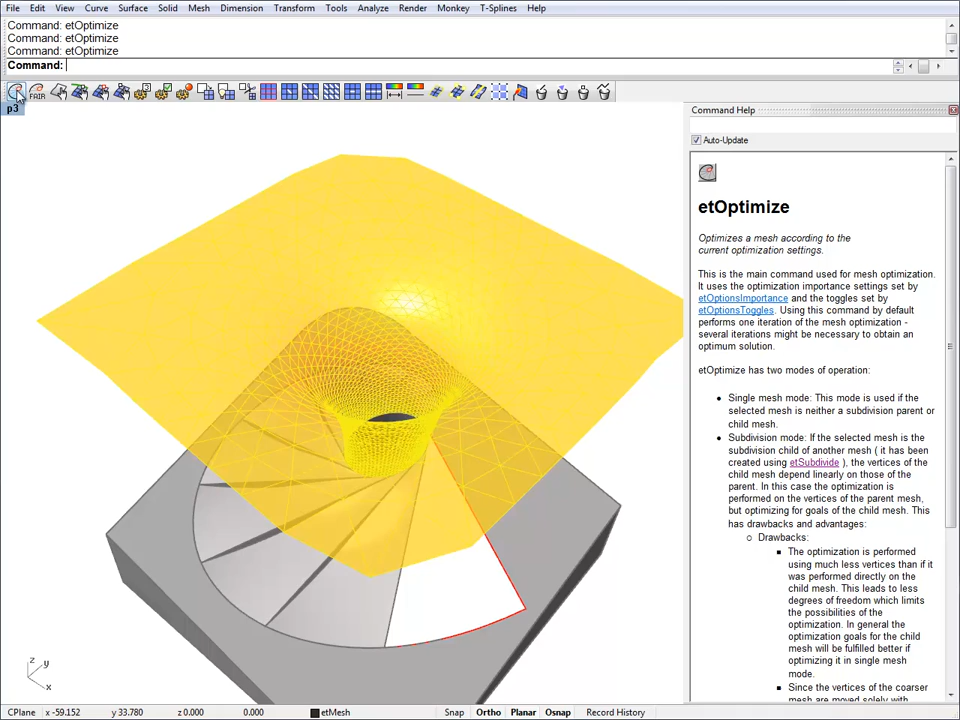 File Edit View Curve Surface Solid Mesh Dimension Transform Tools Analyze Render Monkey T-Splines Help
Command: etOptimize
Command: etOptimize
Command: etOptimize
Command:
FAIR
p3
Command Help
Auto-Update
etOptimize
Optimizes a mesh according to the
current optimization settings.
This is the main command used for mesh optimization.
It uses the optimization importance settings set by
etOptionsImportance and the toggles set by
etOptionsToggles. Using this command by default
performs one iteration of the mesh optimization -
several iterations might be necessary to obtain an
optimum solution.
etOptimize has two modes of operation:
Single mesh mode: This mode is used if the
selected mesh is neither a subdivision parent or
child mesh.
Subdivision mode: If the selected mesh is the
subdivision child of another mesh ( it has been
created using etSubdivide ), the vertices of the
child mesh depend linearly on those of the
parent. In this case the optimization is
performed on the vertices of the parent mesh,
but optimizing for goals of the child mesh. This
has drawbacks and advantages:
Drawbacks:
The optimization is performed
using much less vertices than if it
was performed directly on the
child mesh. This leads to less
degrees of freedom which limits
the possibilities of the
optimization. In general the
optimization goals for the child
mesh will be fulfilled better if
optimizing it in single mesh
mode.
Since the vertices of the coarser
mesh are moved solely with
z
y
x
CPlane x -59.152 y 33.780 z 0.000 0.000 etMesh Snap Ortho Planar Osnap Record History